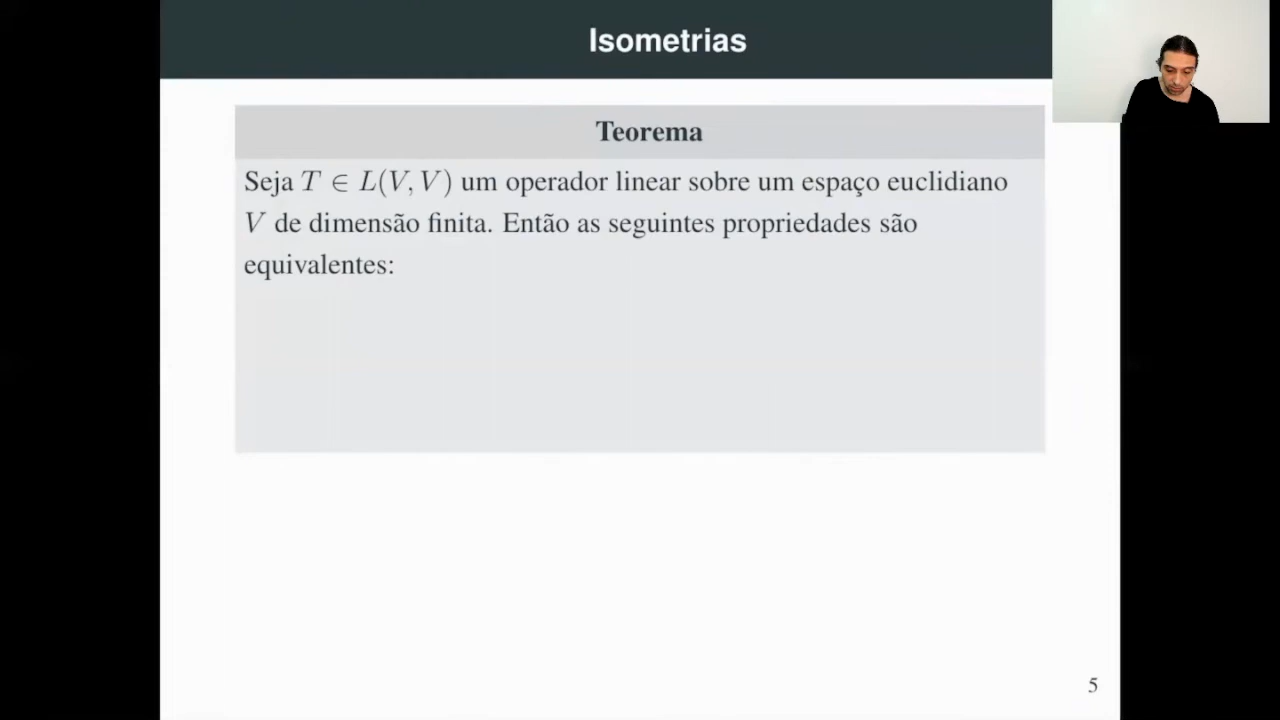 Isometrias
Teorema
Seja T ∈ L(V, V) um operador linear sobre um espaço euclidiano
V de dimensão finita. Então as seguintes propriedades são
equivalentes:
5